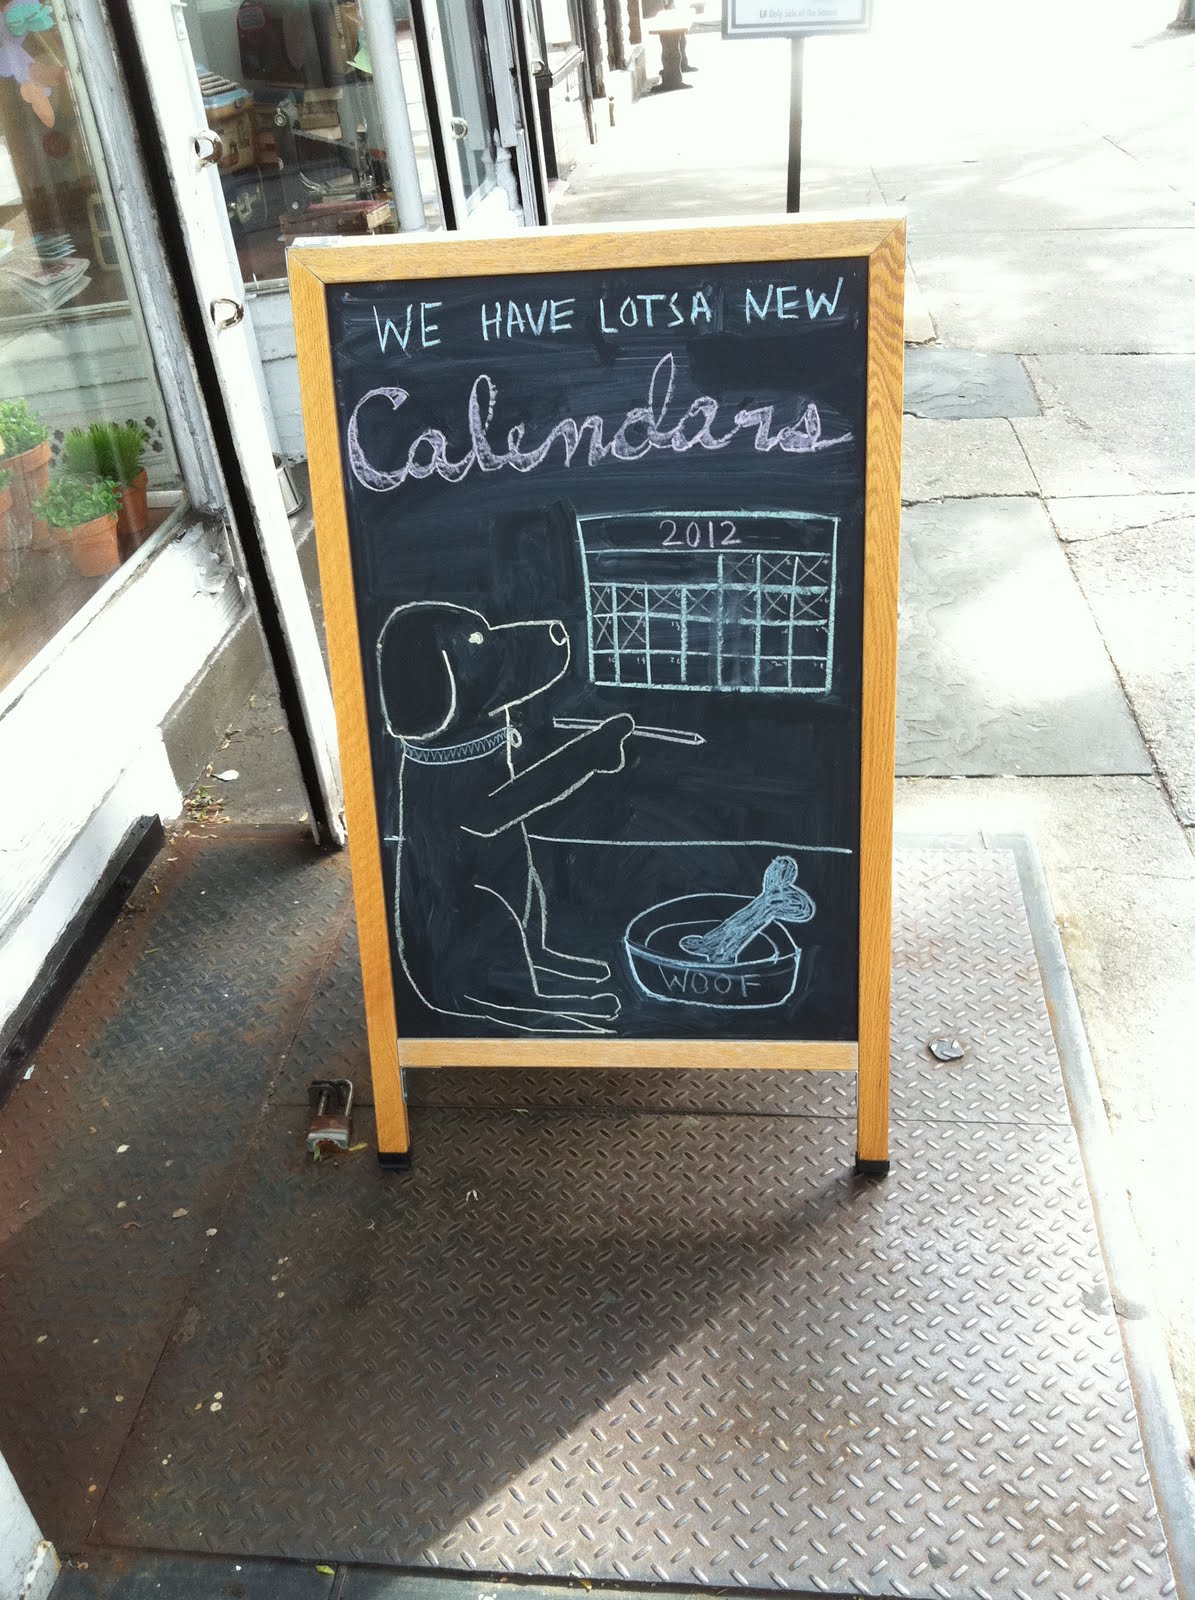 WE HAVE LOTSA NEW
Calendars
2012
WOOF